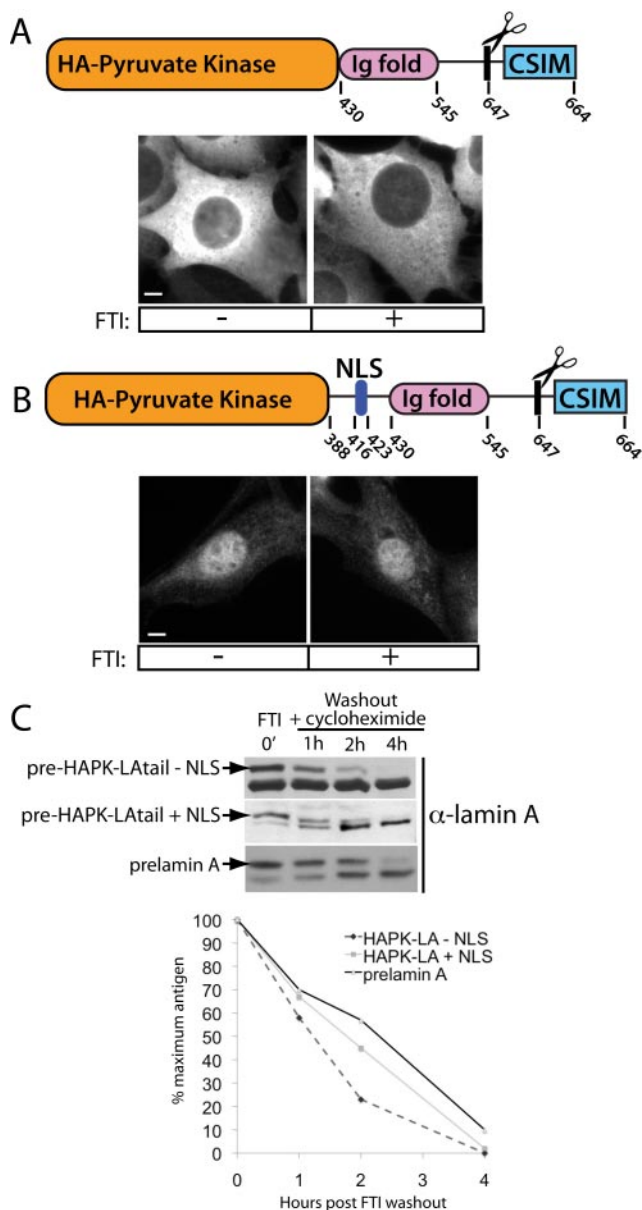 A
HA-Pyruvate Kinase
Ig fold
CSIM
430
545
647
664
FTI: - +
B
NLS
HA-Pyruvate Kinase
Ig fold
CSIM
388
416
423
430
545
647
664
FTI: - +
C
Washout
FTI + cycloheximide
0' 1h 2h 4h
pre-HAPK-LAtail - NLS
pre-HAPK-LAtail + NLS
α-lamin A
prelamin A
100
90
80
70
60
50
40
30
20
10
0
% maximum antigen
HAPK-LA - NLS
HAPK-LA + NLS
prelamin A
0 1 2 3 4
Hours post FTI washout